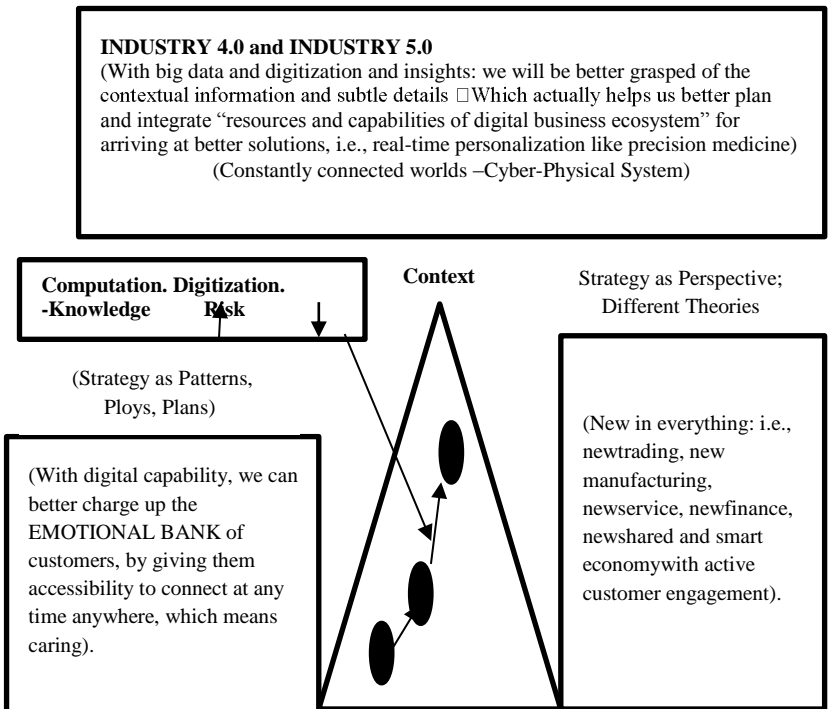 INDUSTRY 4.0 and INDUSTRY 5.0
(With big data and digitization and insights: we will be better grasped of the
contextual information and subtle details □Which actually helps us better plan
and integrate “resources and capabilities of digital business ecosystem” for
arriving at better solutions, i.e., real-time personalization like precision medicine)
(Constantly connected worlds –Cyber-Physical System)
Computation. Digitization.
-Knowledge Risk
(Strategy as Patterns,
Ploys, Plans)
(With digital capability, we can
better charge up the
EMOTIONAL BANK of
customers, by giving them
accessibility to connect at any
time anywhere, which means
caring).
Context
Strategy as Perspective;
Different Theories
(New in everything: i.e.,
newtrading, new
manufacturing,
newservice, newfinance,
newshared and smart
economywith active
customer engagement).